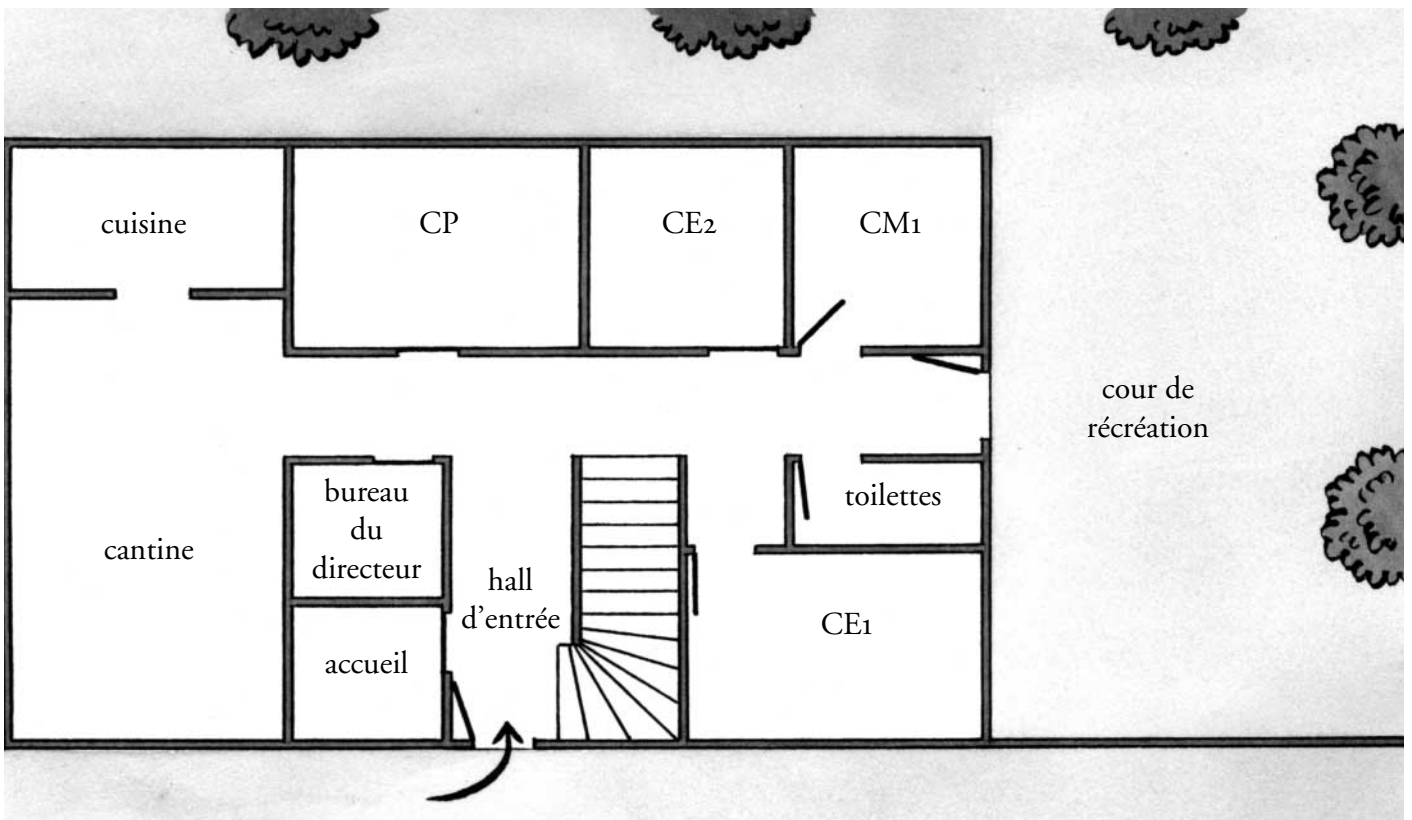 cuisine
CP
CE2
CM1
cour de
récréation
bureau
du
directeur
toilettes
cantine
hall
d’entrée
CE1
accueil